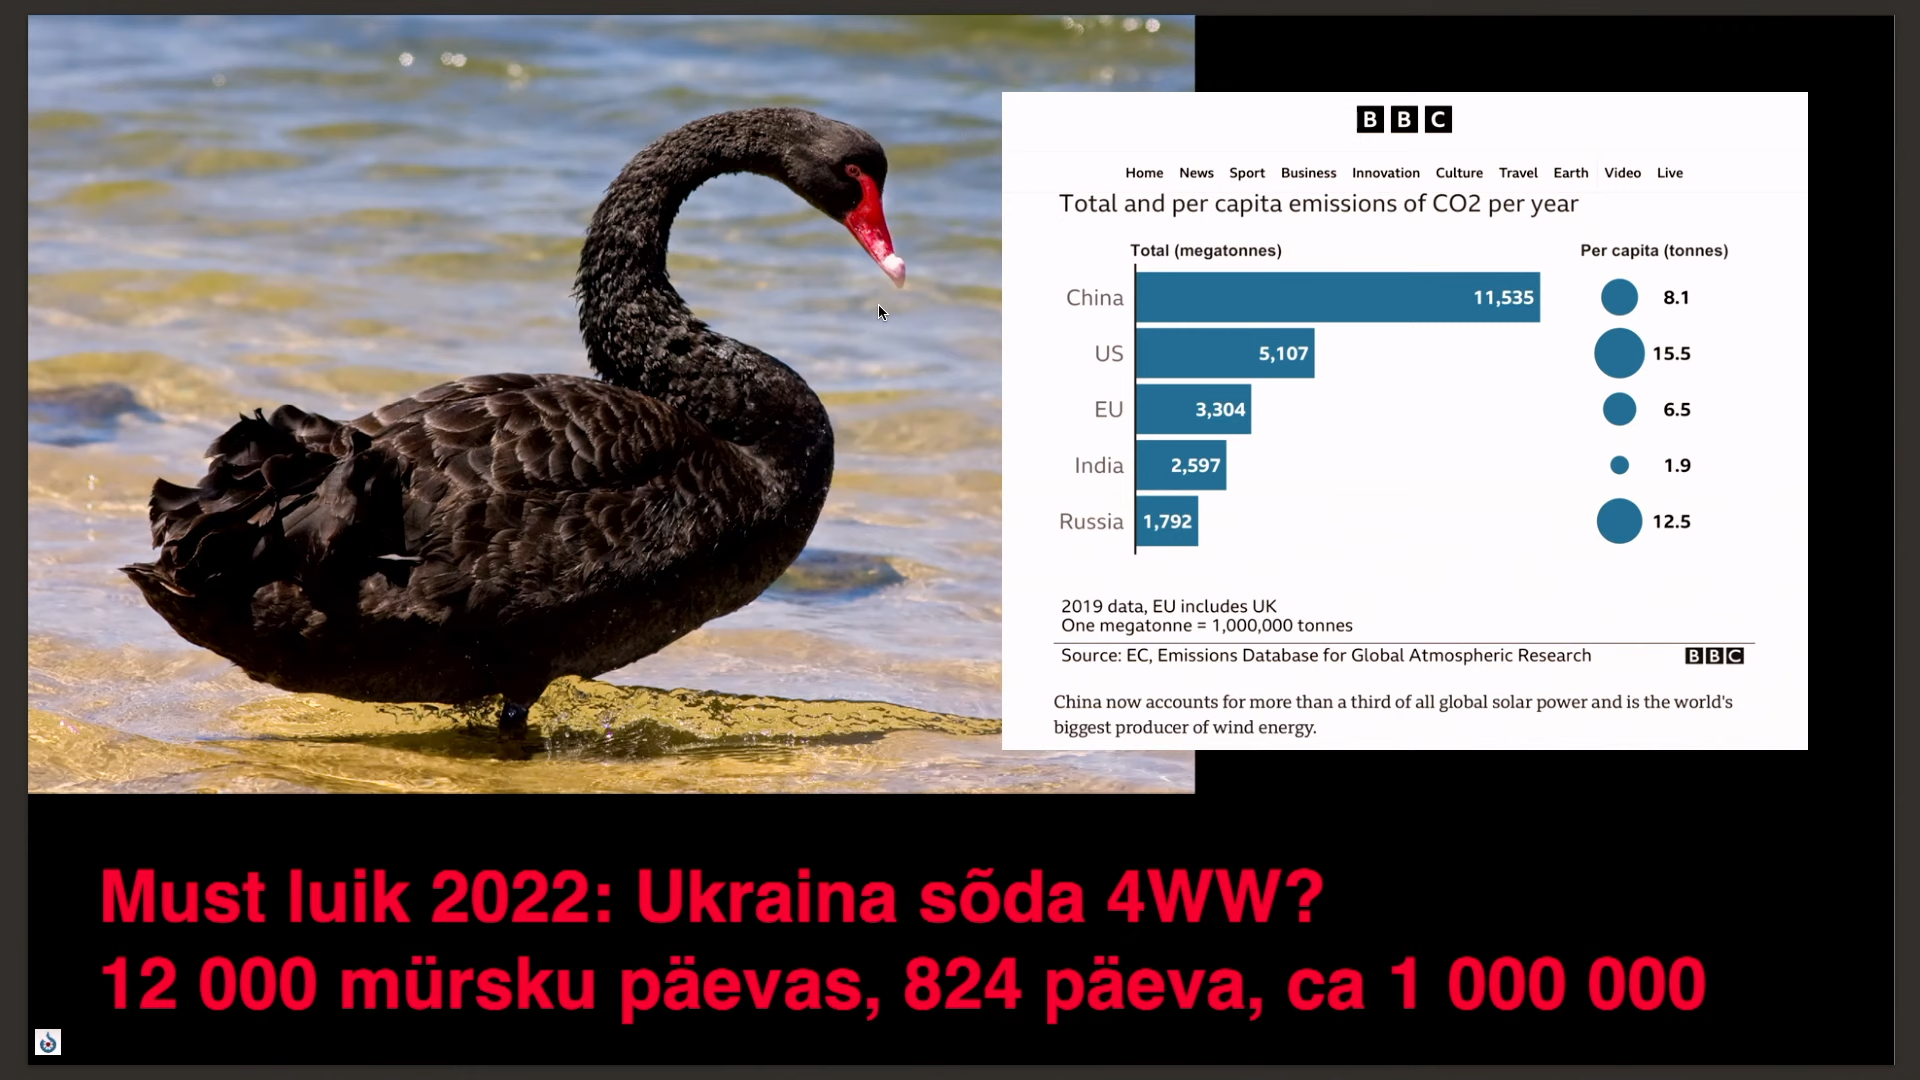 BBC
Home News Sport Business Innovation Culture Travel Earth Video Live
Total and per capita emissions of CO2 per year
Total (megatonnes) Per capita (tonnes)
China 11,535 8.1
US 5,107 15.5
EU 3,304 6.5
India 2,597 1.9
Russia 1,792 12.5
2019 data, EU includes UK
One megatonne = 1,000,000 tonnes
Source: EC, Emissions Database for Global Atmospheric Research BBC
China now accounts for more than a third of all global solar power and is the world's
biggest producer of wind energy.
Must luik 2022: Ukraina sõda 4WW?
12 000 mürsku päevas, 824 päeva, ca 1 000 000